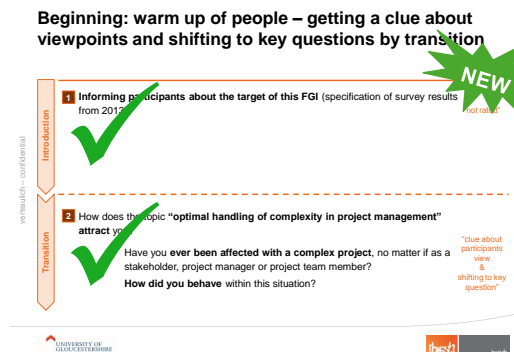 Beginning: warm up of people – getting a clue about
viewpoints and shifting to key questions by transition
NEW
vertraulich – confidential
Introduction
1 Informing participants about the target of this FGI (specification of survey results
from 2012
"not rated"
Transition
2 How does the topic "optimal handling of complexity in project management"
attract
Have you ever been affected with a complex project, no matter if as a
stakeholder, project manager or project team member?
How did you behave within this situation?
"clue about
participants
view
&
shifting to key
question"
UNIVERSITY OF
GLOUCESTERSHIRE